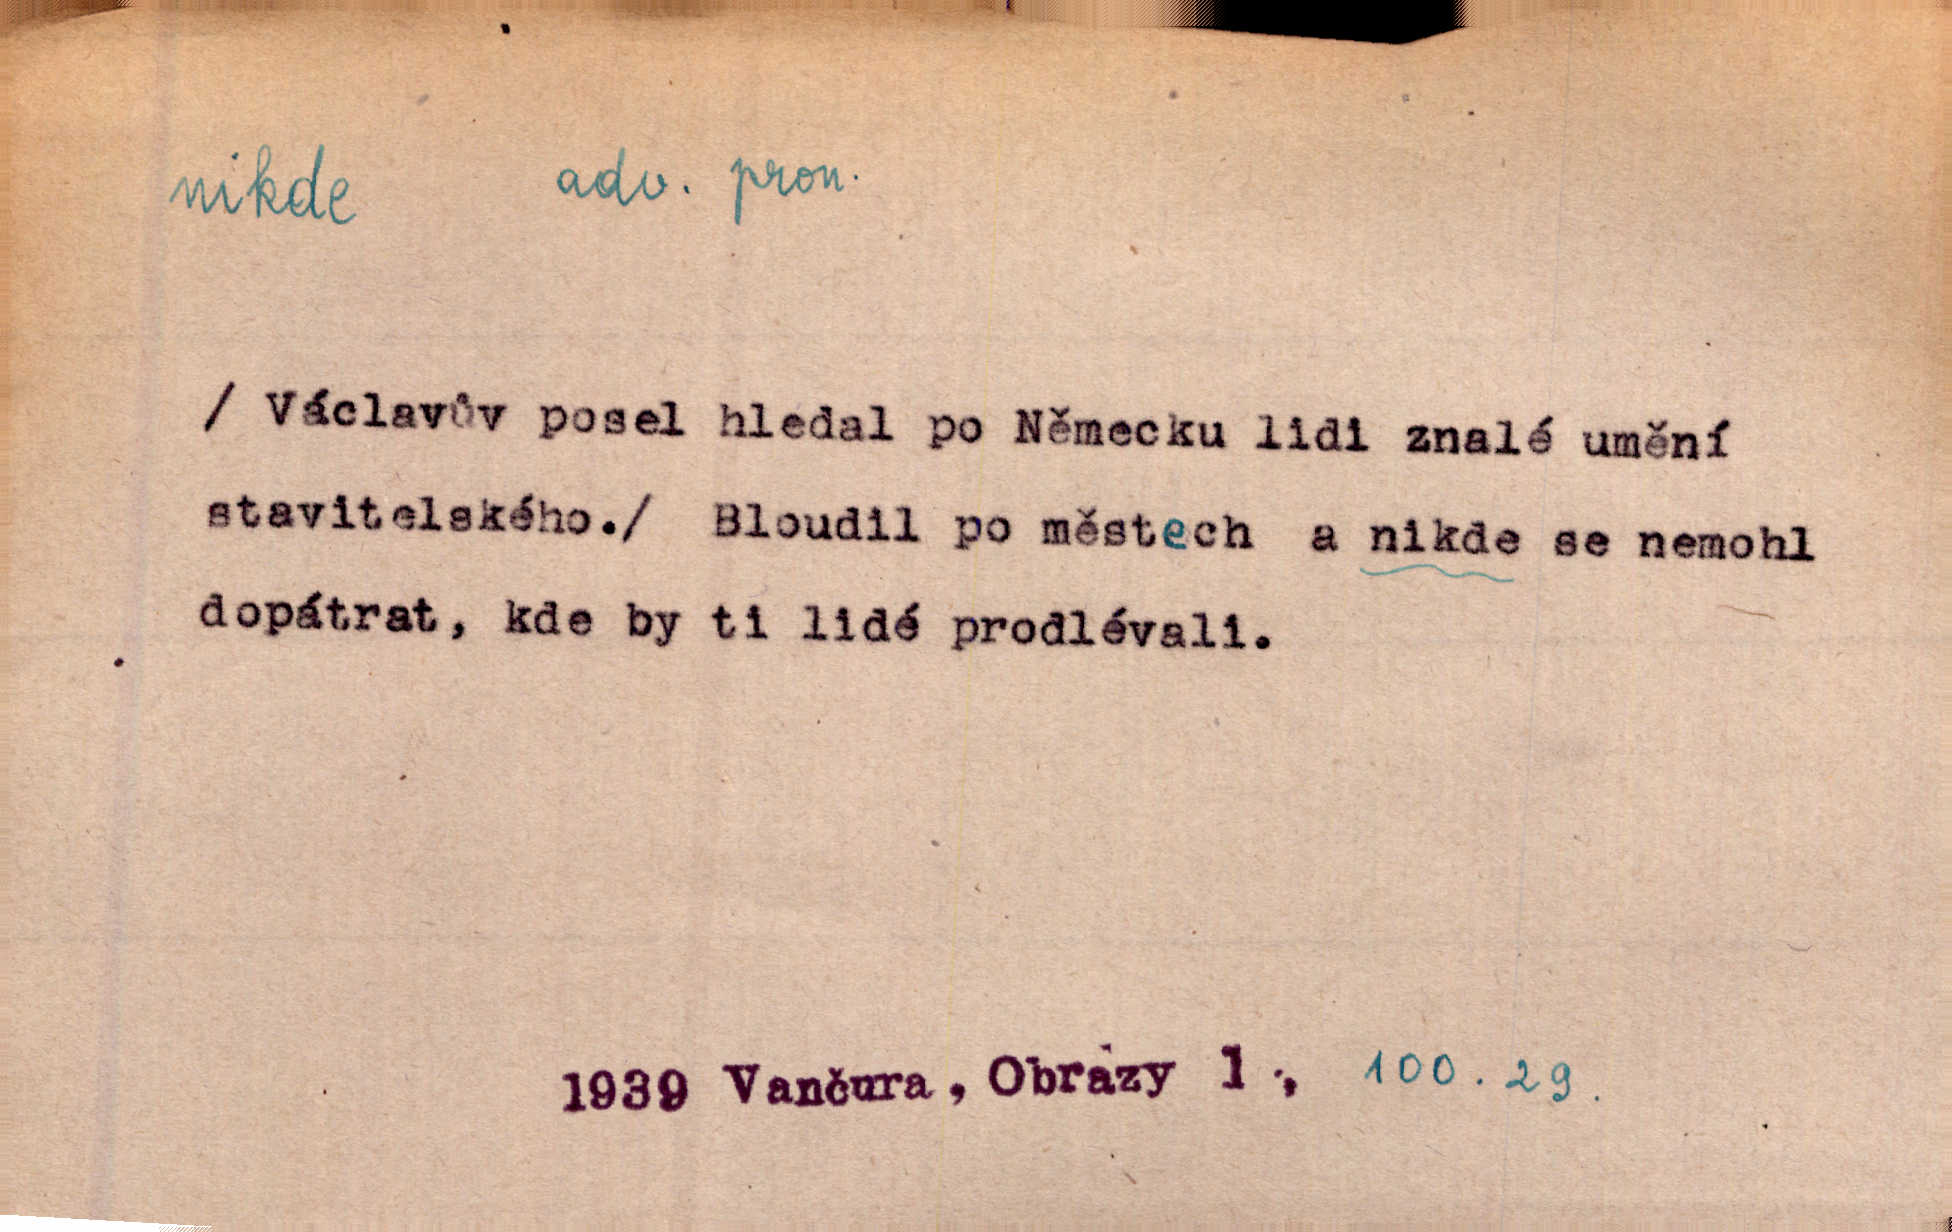 nikde adv. pron.
/ Václavův posel hledal po Německu lidi znalé umění
stavitelského./ Bloudil po městech a nikde se nemohl
dopátrat, kde by ti lidé prodlévali.
1939 Vančura, Obrázy 1., 100. 29.